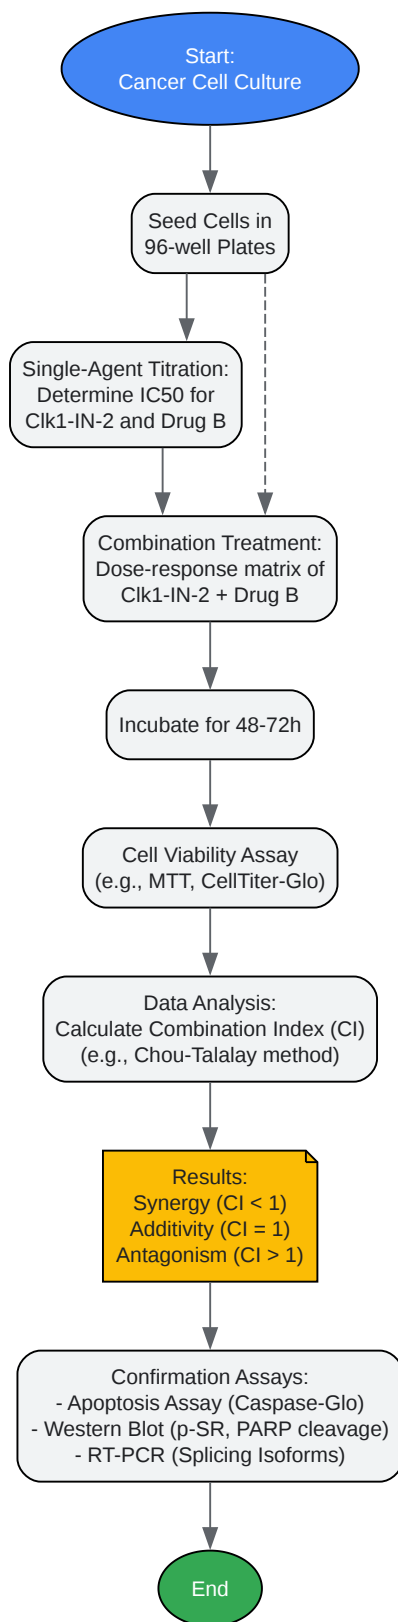 Start:
Cancer Cell Culture
Seed Cells in
96-well Plates
Single-Agent Titration:
Determine IC50 for
Clk1-IN-2 and Drug B
Combination Treatment:
Dose-response matrix of
Clk1-IN-2 + Drug B
Incubate for 48-72h
Cell Viability Assay
(e.g., MTT, CellTiter-Glo)
Data Analysis:
Calculate Combination Index (CI)
(e.g., Chou-Talalay method)
Results:
Synergy (CI < 1)
Additivity (CI = 1)
Antagonism (CI > 1)
Confirmation Assays:
- Apoptosis Assay (Caspase-Glo)
- Western Blot (p-SR, PARP cleavage)
- RT-PCR (Splicing Isoforms)
End